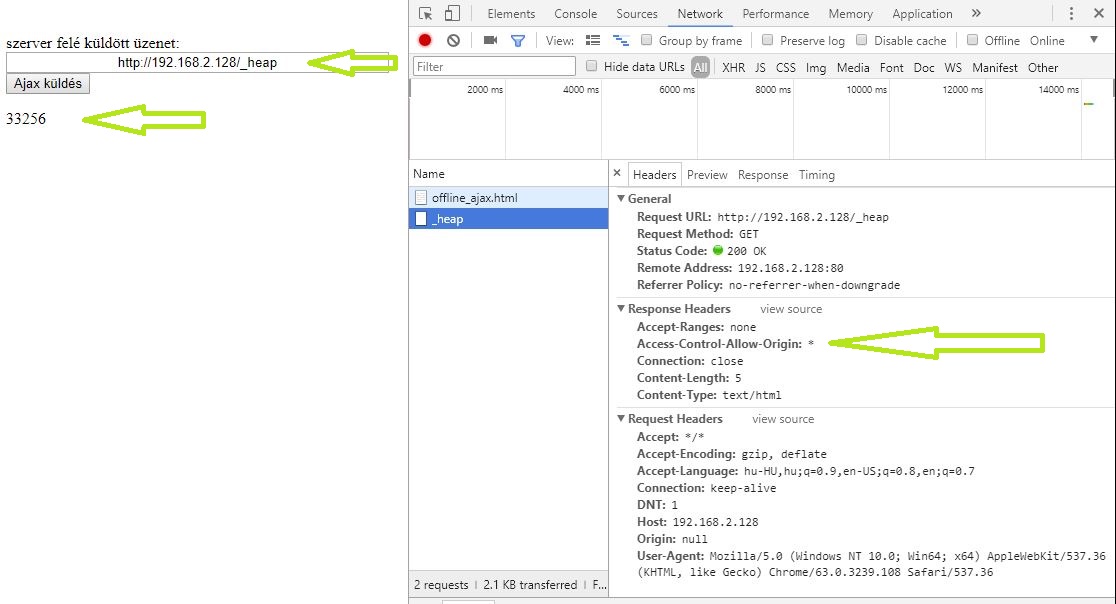 szerver felé küldött üzenet:
http://192.168.2.128/_heap
Ajax küldés
33256
Elements Console Sources Network Performance Memory Application »
View: Group by frame Preserve log Disable cache Offline Online
Filter Hide data URLs All XHR JS CSS Img Media Font Doc WS Manifest Other
2000 ms 4000 ms 6000 ms 8000 ms 10000 ms 12000 ms 14000 ms
Name
offline_ajax.html
_heap
2 requests | 2.1 KB transferred | F...
× Headers Preview Response Timing
General
Request URL: http://192.168.2.128/_heap
Request Method: GET
Status Code: 200 OK
Remote Address: 192.168.2.128:80
Referrer Policy: no-referrer-when-downgrade
Response Headers view source
Accept-Ranges: none
Access-Control-Allow-Origin: *
Connection: close
Content-Length: 5
Content-Type: text/html
Request Headers view source
Accept: */*
Accept-Encoding: gzip, deflate
Accept-Language: hu-HU,hu;q=0.9,en-US;q=0.8,en;q=0.7
Connection: keep-alive
DNT: 1
Host: 192.168.2.128
Origin: null
User-Agent: Mozilla/5.0 (Windows NT 10.0; Win64; x64) AppleWebKit/537.36
(KHTML, like Gecko) Chrome/63.0.3239.108 Safari/537.36